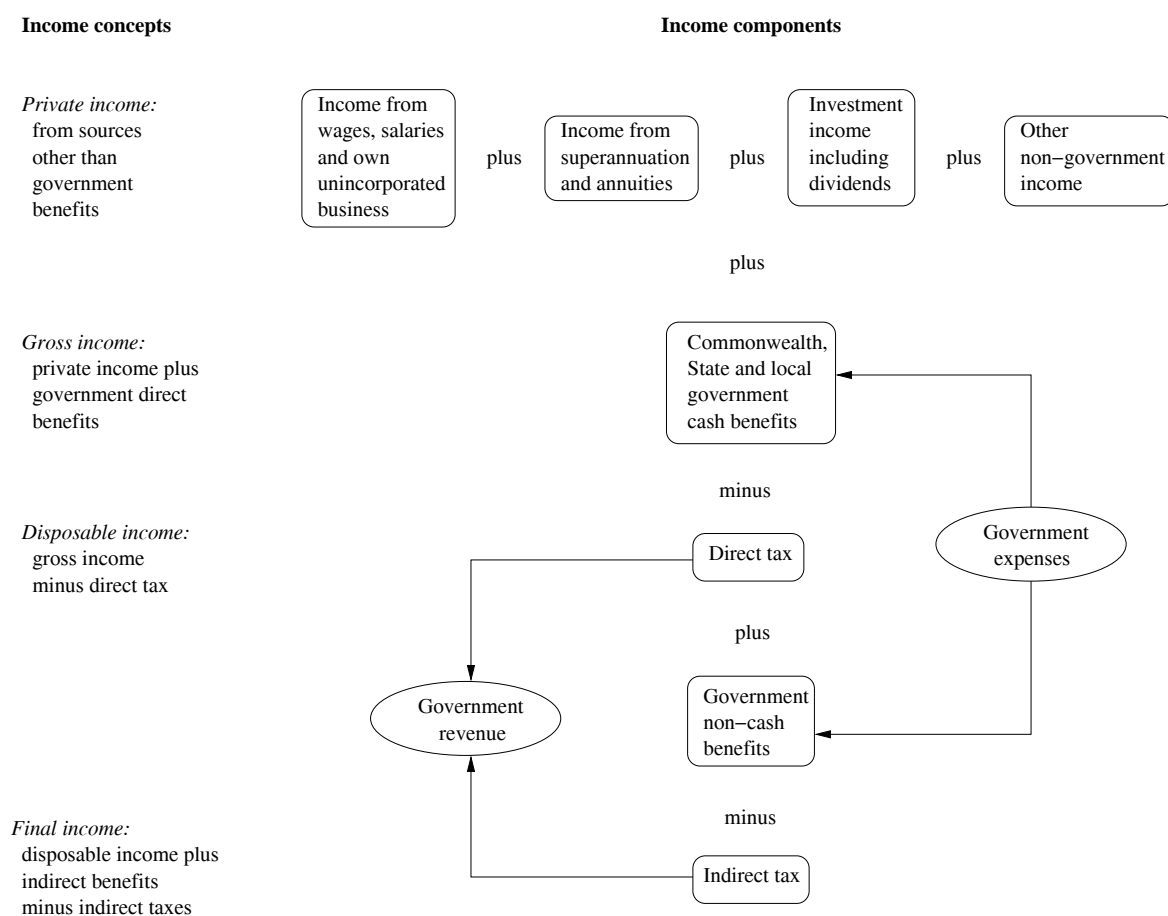 Income concepts
Income components
Private income:
from sources
other than
government
benefits
Income from
wages, salaries
and own
unincorporated
business
plus
Income from
superannuation
and annuities
plus
Investment
income
including
dividends
plus
Other
non−government
income
plus
Gross income:
private income plus
government direct
benefits
Commonwealth,
State and local
government
cash benefits
minus
Disposable income:
gross income
minus direct tax
Direct tax
Government
expenses
plus
Government
revenue
Government
non−cash
benefits
minus
Final income:
disposable income plus
indirect benefits
minus indirect taxes
Indirect tax